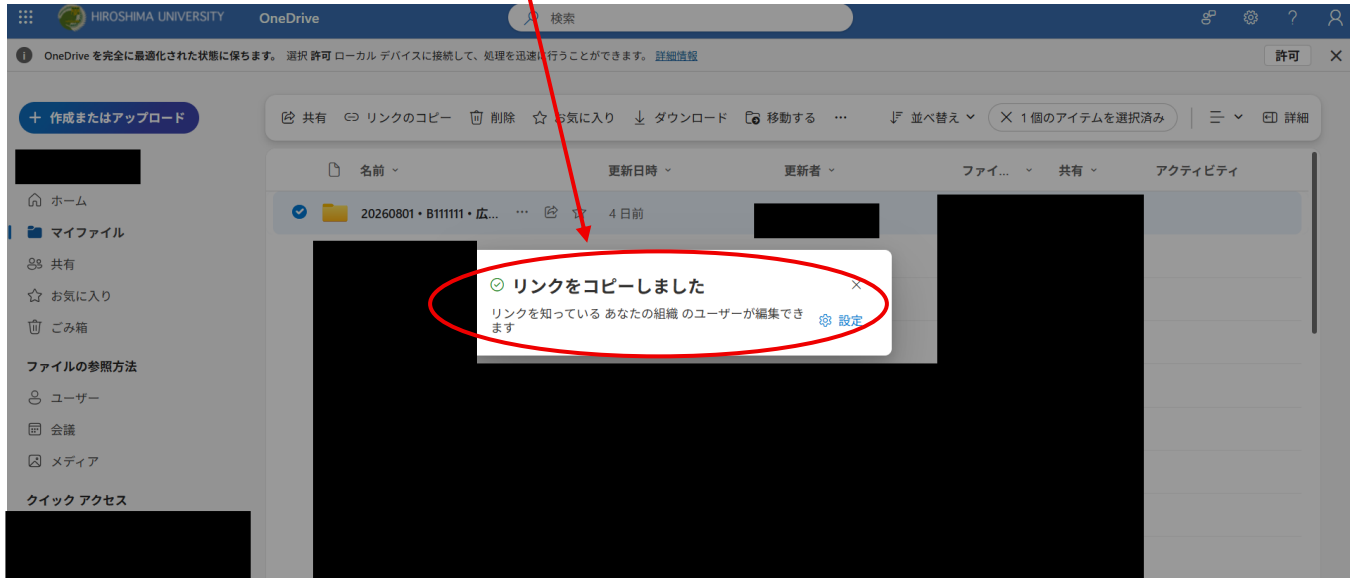 HIROSHIMA UNIVERSITY OneDrive 検索
OneDrive を完全に最適化された状態に保ちます。 選択 許可 ローカル デバイスに接続して、処理を迅速に行うことができます。 詳細情報 許可
作成またはアップロード
共有 リンクのコピー 削除 お気に入り ダウンロード 移動する … 並べ替え 1 個のアイテムを選択済み 詳細
名前 更新日時 更新者 ファイ... 共有 アクティビティ
20260801・B111111・広... … 4 日前
ホーム
マイファイル
共有
お気に入り
ごみ箱
ファイルの参照方法
ユーザー
会議
メディア
クイック アクセス
リンクをコピーしました
リンクを知っている あなたの組織 のユーザーが編集でき
ます
設定